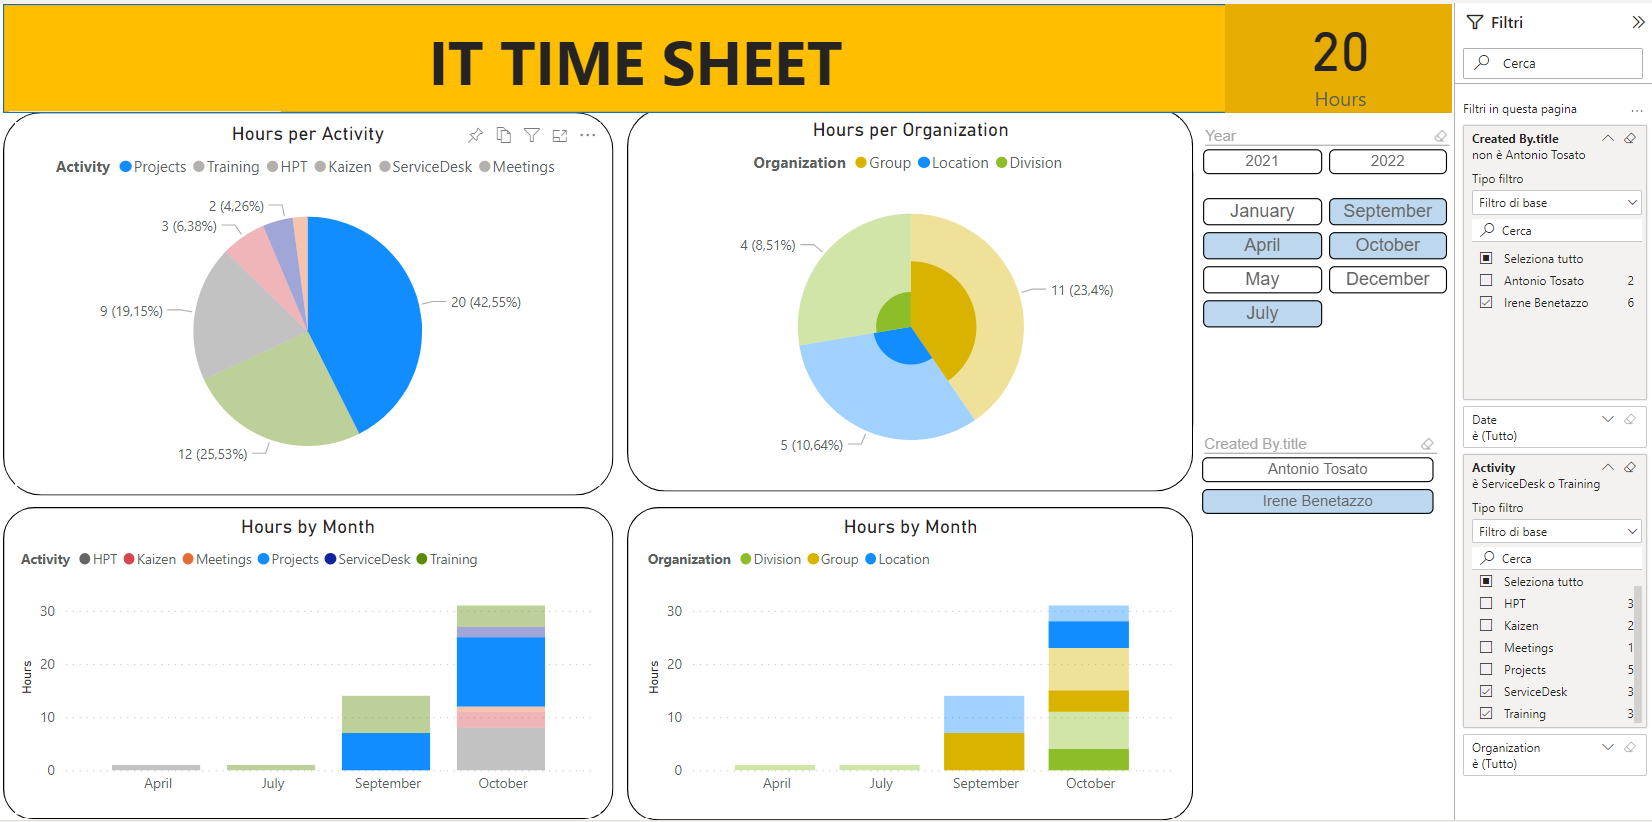 IT TIME SHEET
20
Hours
Hours per Activity
Activity Projects Training HPT Kaizen ServiceDesk Meetings
2 (4,26%)
3 (6,38%)
9 (19,15%)
20 (42,55%)
12 (25,53%)
Hours per Organization
Organization Group Location Division
4 (8,51%)
11 (23,4%)
5 (10,64%)
Year
2021 2022
January September
April October
May December
July
Created By.title
Antonio Tosato
Irene Benetazzo
Hours by Month
Activity HPT Kaizen Meetings Projects ServiceDesk Training
Hours
30
20
10
0
April July September October
Hours by Month
Organization Division Group Location
Hours
30
20
10
0
April July September October
Filtri
Cerca
Filtri in questa pagina ...
Created By.title
non è Antonio Tosato
Tipo filtro
Filtro di base
Cerca
Seleziona tutto
Antonio Tosato 2
Irene Benetazzo 6
Date
è (Tutto)
Activity
è ServiceDesk o Training
Tipo filtro
Filtro di base
Cerca
Seleziona tutto
HPT 3
Kaizen 2
Meetings 1
Projects 5
ServiceDesk 3
Training 3
Organization
è (Tutto)